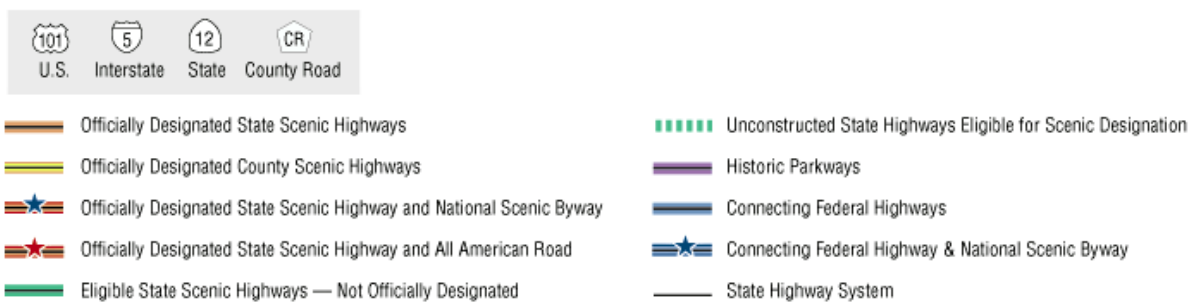 101 5 12 CR
U.S. Interstate State County Road
Officially Designated State Scenic Highways
Officially Designated County Scenic Highways
Officially Designated State Scenic Highway and National Scenic Byway
Officially Designated State Scenic Highway and All American Road
Eligible State Scenic Highways — Not Officially Designated
Unconstructed State Highways Eligible for Scenic Designation
Historic Parkways
Connecting Federal Highways
Connecting Federal Highway & National Scenic Byway
State Highway System